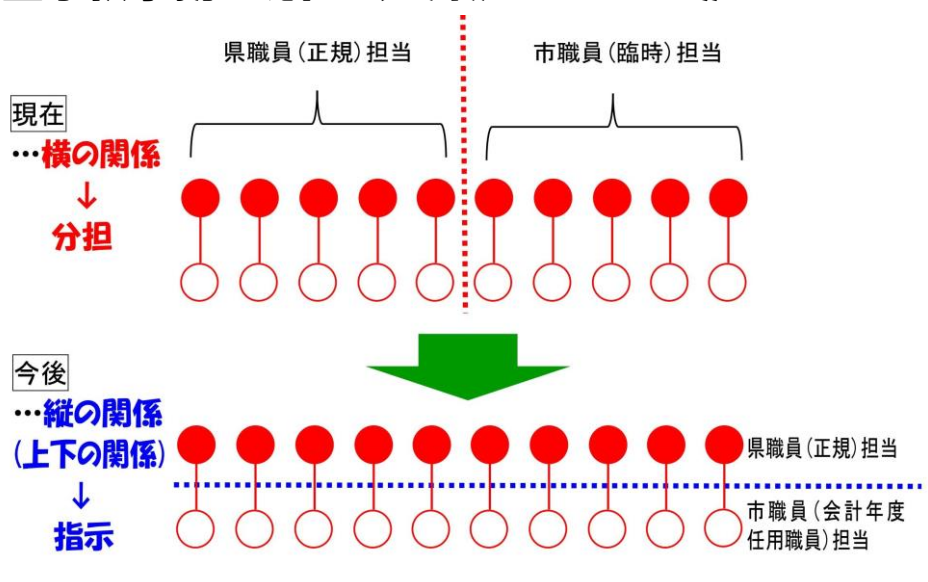 県職員(正規)担当
市職員(臨時)担当
現在
…横の関係
↓
分担
今後
…縦の関係
(上下の関係)
↓
指示
県職員(正規)担当
市職員(会計年度
任用職員)担当